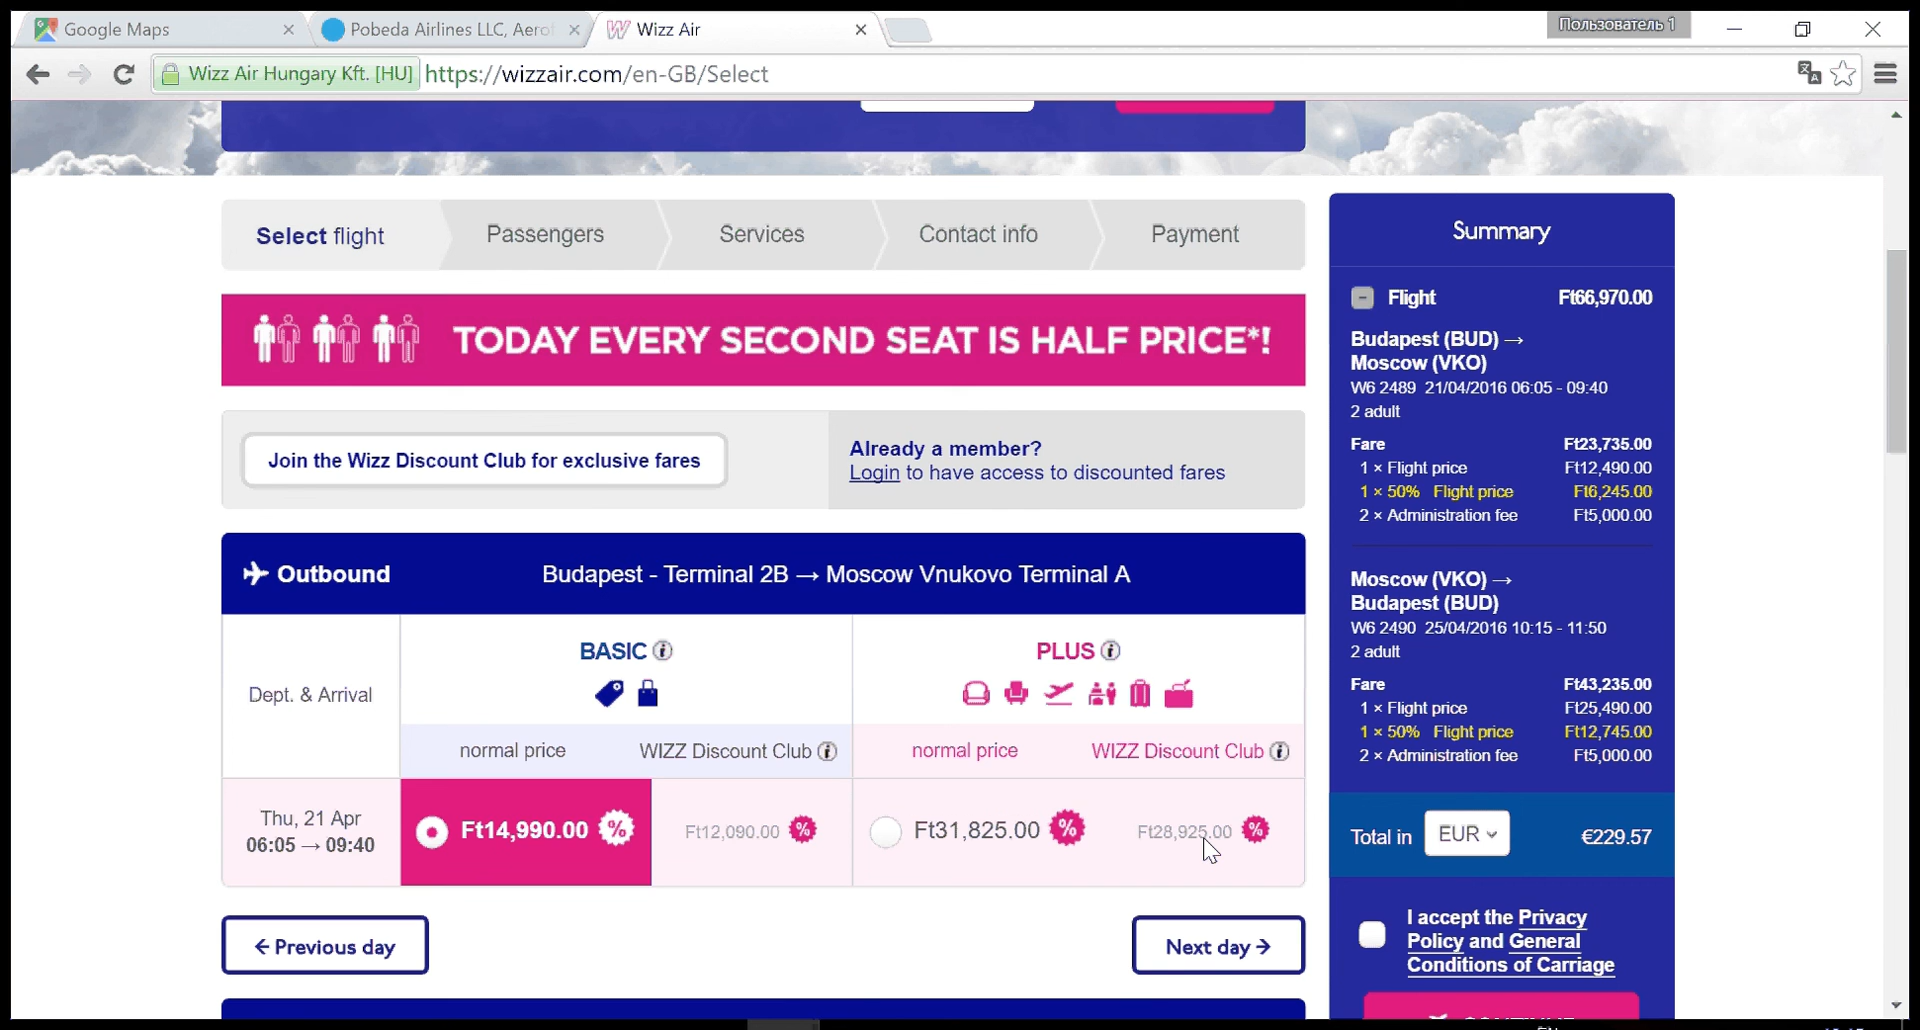 Google Maps
Pobeda Airlines LLC, Aero
Wizz Air
Пользователь 1
Wizz Air Hungary Kft. [HU]
https://wizzair.com/en-GB/Select
Select flight
Passengers
Services
Contact info
Payment
TODAY EVERY SECOND SEAT IS HALF PRICE*!
Join the Wizz Discount Club for exclusive fares
Already a member?
Login to have access to discounted fares
Outbound
Budapest - Terminal 2B → Moscow Vnukovo Terminal A
Dept. & Arrival
BASIC
PLUS
normal price
WIZZ Discount Club
normal price
WIZZ Discount Club
Thu, 21 Apr
06:05 → 09:40
Ft14,990.00 %
Ft12,090.00 %
Ft31,825.00 %
Ft28,925.00 %
← Previous day
Next day →
Summary
Flight Ft66,970.00
Budapest (BUD) →
Moscow (VKO)
W6 2489 21/04/2016 06:05 - 09:40
2 adult
Fare Ft23,735.00
1 × Flight price Ft12,490.00
1 × 50% Flight price Ft6,245.00
2 × Administration fee Ft5,000.00
Moscow (VKO) →
Budapest (BUD)
W6 2490 25/04/2016 10:15 - 11:50
2 adult
Fare Ft43,235.00
1 × Flight price Ft25,490.00
1 × 50% Flight price Ft12,745.00
2 × Administration fee Ft5,000.00
Total in EUR €229.57
I accept the Privacy
Policy and General
Conditions of Carriage